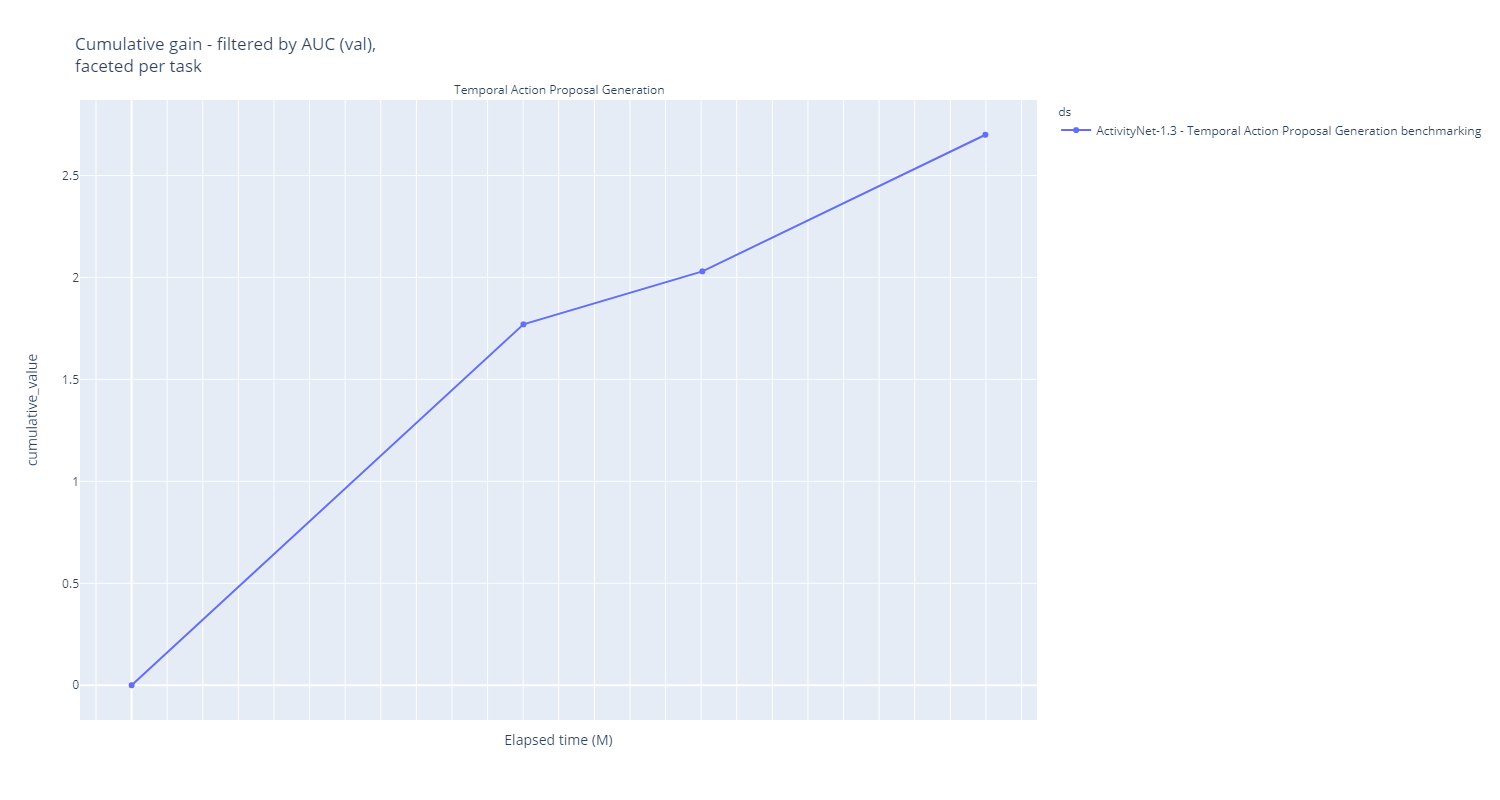 Cumulative gain - filtered by AUC (val),
faceted per task
Temporal Action Proposal Generation
ds
ActivityNet-1.3 - Temporal Action Proposal Generation benchmarking
2.5
2
1.5
1
0.5
0
cumulative_value
Elapsed time (M)